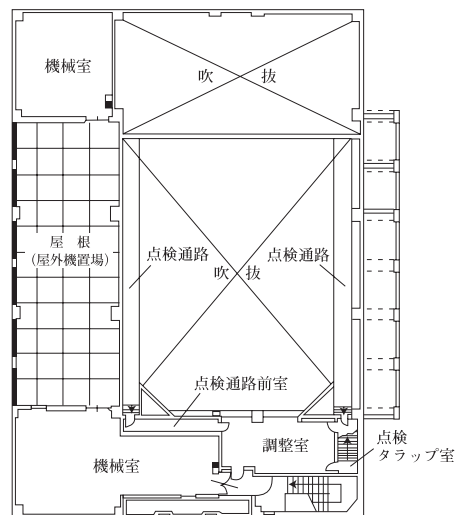 機械室
吹 抜
屋 根
(屋外機置場)
点検通路
点検通路
吹 抜
点検通路前室
調整室
点検
タラップ室
機械室